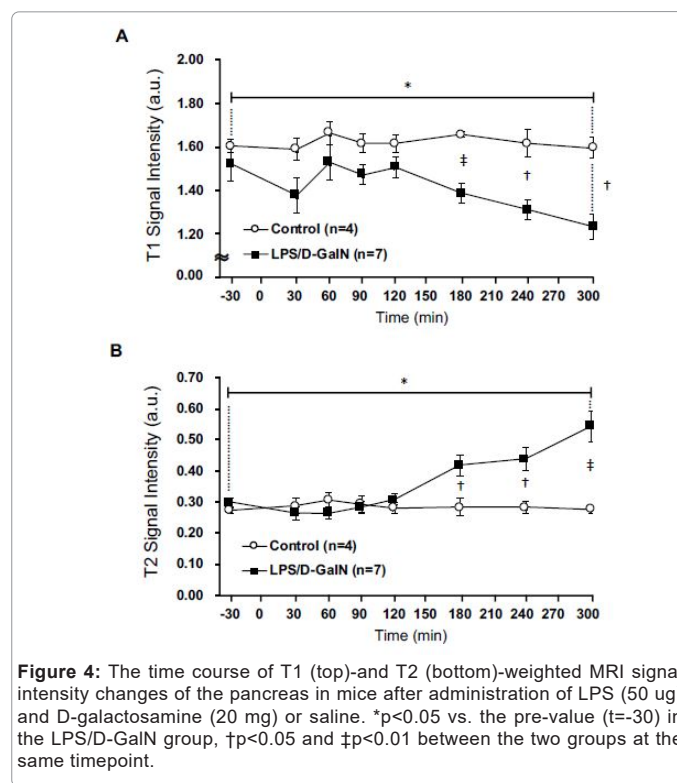 A
2.00
*
1.80
1.60
‡
†
†
1.40
1.20
0.00
T1 Signal Intensity (a.u.)
Control (n=4)
LPS/D-GalN (n=7)
-30 0 30 60 90 120 180 210 240 270 300
Time (min)
B
0.70
*
0.60
0.50
‡
†
†
0.40
0.30
0.20
0.10
0.00
T2 Signal Intensity (a.u.)
Control (n=4)
LPS/D-GalN (n=7)
-30 0 30 60 90 120 180 210 240 270 300
Time (min)
Figure 4: The time course of T1 (top)-and T2 (bottom)-weighted MRI signa
intensity changes of the pancreas in mice after administration of LPS (50 ug
and D-galactosamine (20 mg) or saline. *p<0.05 vs. the pre-value (t=-30) in
the LPS/D-GalN group, †p<0.05 and ‡p<0.01 between the two groups at the
same timepoint.